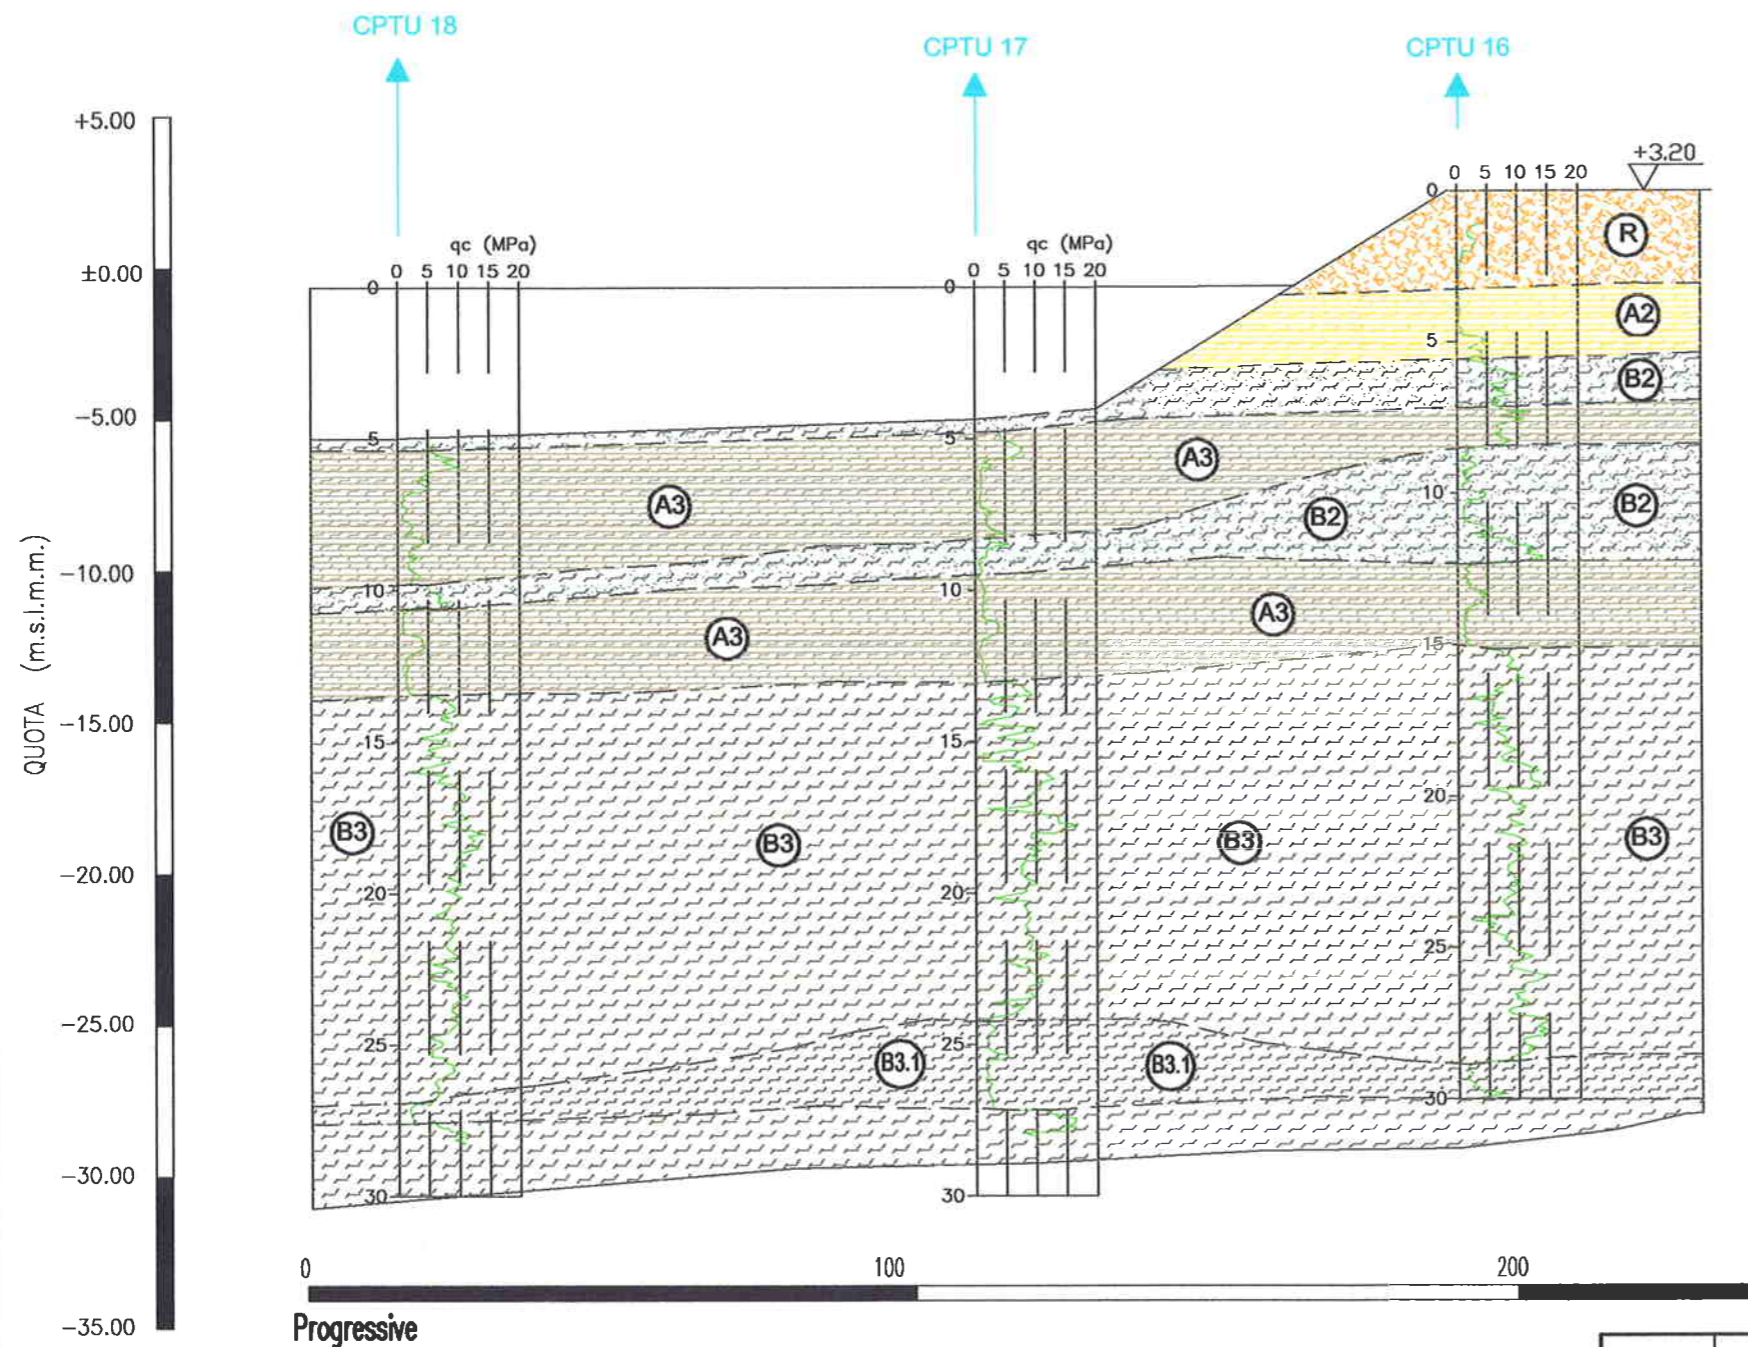 CPTU 18
CPTU 17
CPTU 16
+5.00
+3.20
0 5 10 15 20
0
R
qc (MPa)
qc (MPa)
±0.00
0 5 10 15 20
0 5 10 15 20
0
0
A2
5
B2
−5.00
5
5
A3
A3
10
B2
B2
QUOTA (m.s.l.m.m.)
−10.00
10
10
A3
A3
15
−15.00
15
15
20
B3
B3
B3
B3
−20.00
20
20
25
−25.00
25
25
B3.1
B3.1
30
−30.00
30
30
0 100 200
−35.00
Progressive